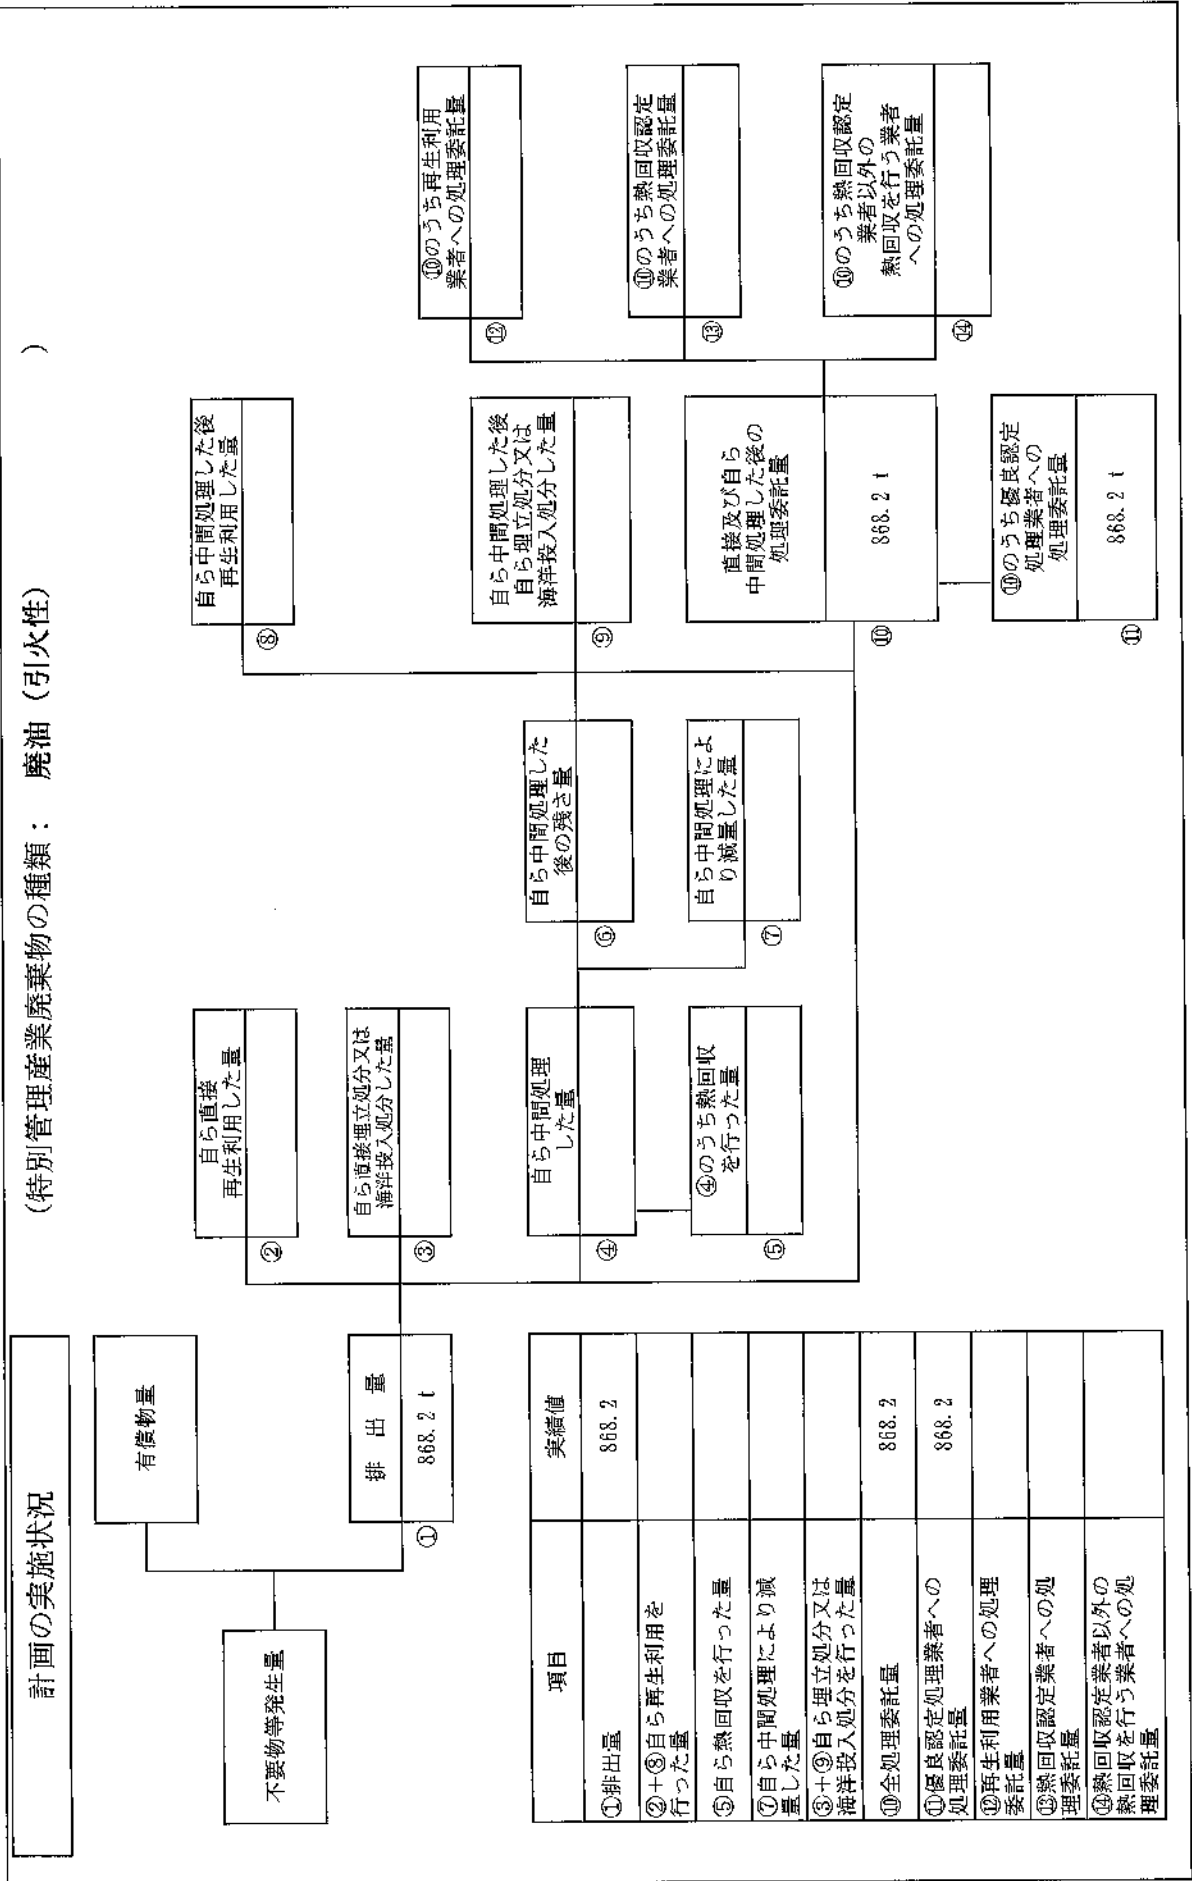 計画の実施状況
(特別管理産業廃棄物の種類： 廃油 (引火性) )
不要物等発生量
有償物量
排 出 量
① 868.2 t
自ら直接
再生利用した量
②
自ら直接埋立処分又は
海洋投入処分した量
③
自ら中間処理
した量
④
④のうち熱回収
を行った量
⑤
自ら中間処理した
後の残さ量
⑥
自ら中間処理によ
り減量した量
⑦
自ら中間処理した後
再生利用した量
⑧
自ら中間処理した後
自ら埋立処分又は
海洋投入処分した量
⑨
直接及び自ら
中間処理した後の
処理委託量
⑩ 868.2 t
⑩のうち優良認定
処理業者への
処理委託量
⑪ 868.2 t
⑩のうち再生利用
業者への処理委託量
⑫
⑩のうち熱回収認定
業者への処理委託量
⑬
⑩のうち熱回収認定
業者以外の
熱回収を行う業者
への処理委託量
⑭
項目 実績値
①排出量 868.2
②+⑧自ら再生利用を
行った量
⑤自ら熱回収を行った量
⑦自ら中間処理により減
量した量
③+⑨自ら埋立処分又は
海洋投入処分を行った量
⑩全処理委託量 868.2
⑪優良認定処理業者への
処理委託量 868.2
⑫再生利用業者への処理
委託量
⑬熱回収認定業者への処
理委託量
⑭熱回収認定業者以外の
熱回収を行う業者への処
理委託量